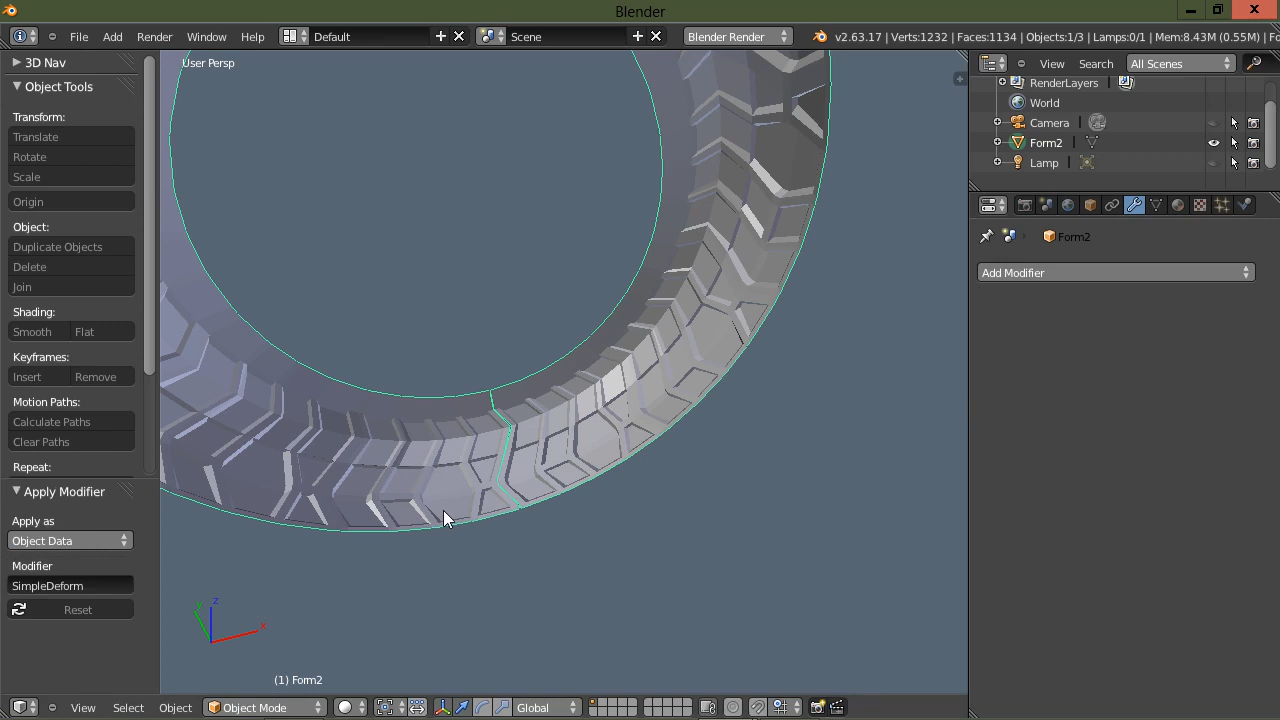 Blender
File Add Render Window Help Default Scene Blender Render v2.63.17 | Verts:1232 | Faces:1134 | Objects:1/3 | Lamps:0/1 | Mem:8.43M (0.55M) | Fo
3D Nav
Object Tools
Transform:
Translate
Rotate
Scale
Origin
Object:
Duplicate Objects
Delete
Join
Shading:
Smooth Flat
Keyframes:
Insert Remove
Motion Paths:
Calculate Paths
Clear Paths
Repeat:
Apply Modifier
Apply as
Object Data
Modifier
SimpleDeform
Reset
User Persp
z
y
x
(1) Form2
View Select Object Object Mode Global
View Search All Scenes
RenderLayers |
World
Camera |
Form2 |
Lamp |
Form2
Add Modifier